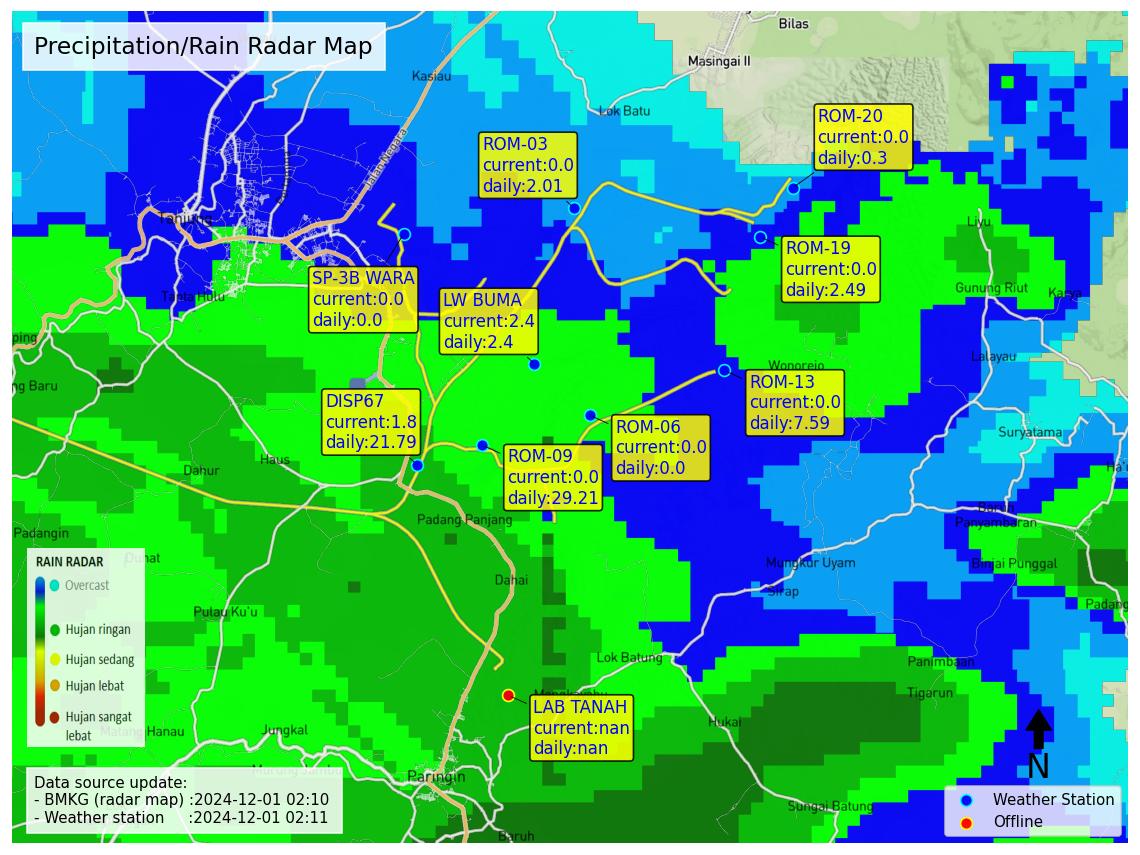 Precipitation/Rain Radar Map
Bilas
Masingai II
Kasiau
Lok Batu
Jalan Negara
ROM-20
current:0.0
daily:0.3
ROM-03
current:0.0
daily:2.01
Tanjung
Liyu
ROM-19
current:0.0
daily:2.49
SP-3B WARA
current:0.0
daily:0.0
LW BUMA
current:2.4
daily:2.4
Tanta Hulu
Gunung Riut
Karya
ping
Lalayau
Wonorejo
ng Baru
ROM-13
current:0.0
daily:7.59
DISP67
current:1.8
daily:21.79
ROM-06
current:0.0
daily:0.0
Suryatama
ROM-09
current:0.0
daily:29.21
Haus
Dahur
Padang Panjang
Buruh
Panyambaran
Padangin
Mungkur Uyam
Binjai Punggal
Dahai
Sirap
Padang
Pulau Ku'u
RAIN RADAR
Overcast
Hujan ringan
Hujan sedang
Hujan lebat
Hujan sangat
lebat
Lok Batung
Panimbaan
Tigarun
LAB TANAH
current:nan
daily:nan
Hukai
Jungkal
Paringin
Sungai Batung
Baruh
Data source update:
- BMKG (radar map) :2024-12-01 02:10
- Weather station :2024-12-01 02:11
N
Weather Station
Offline